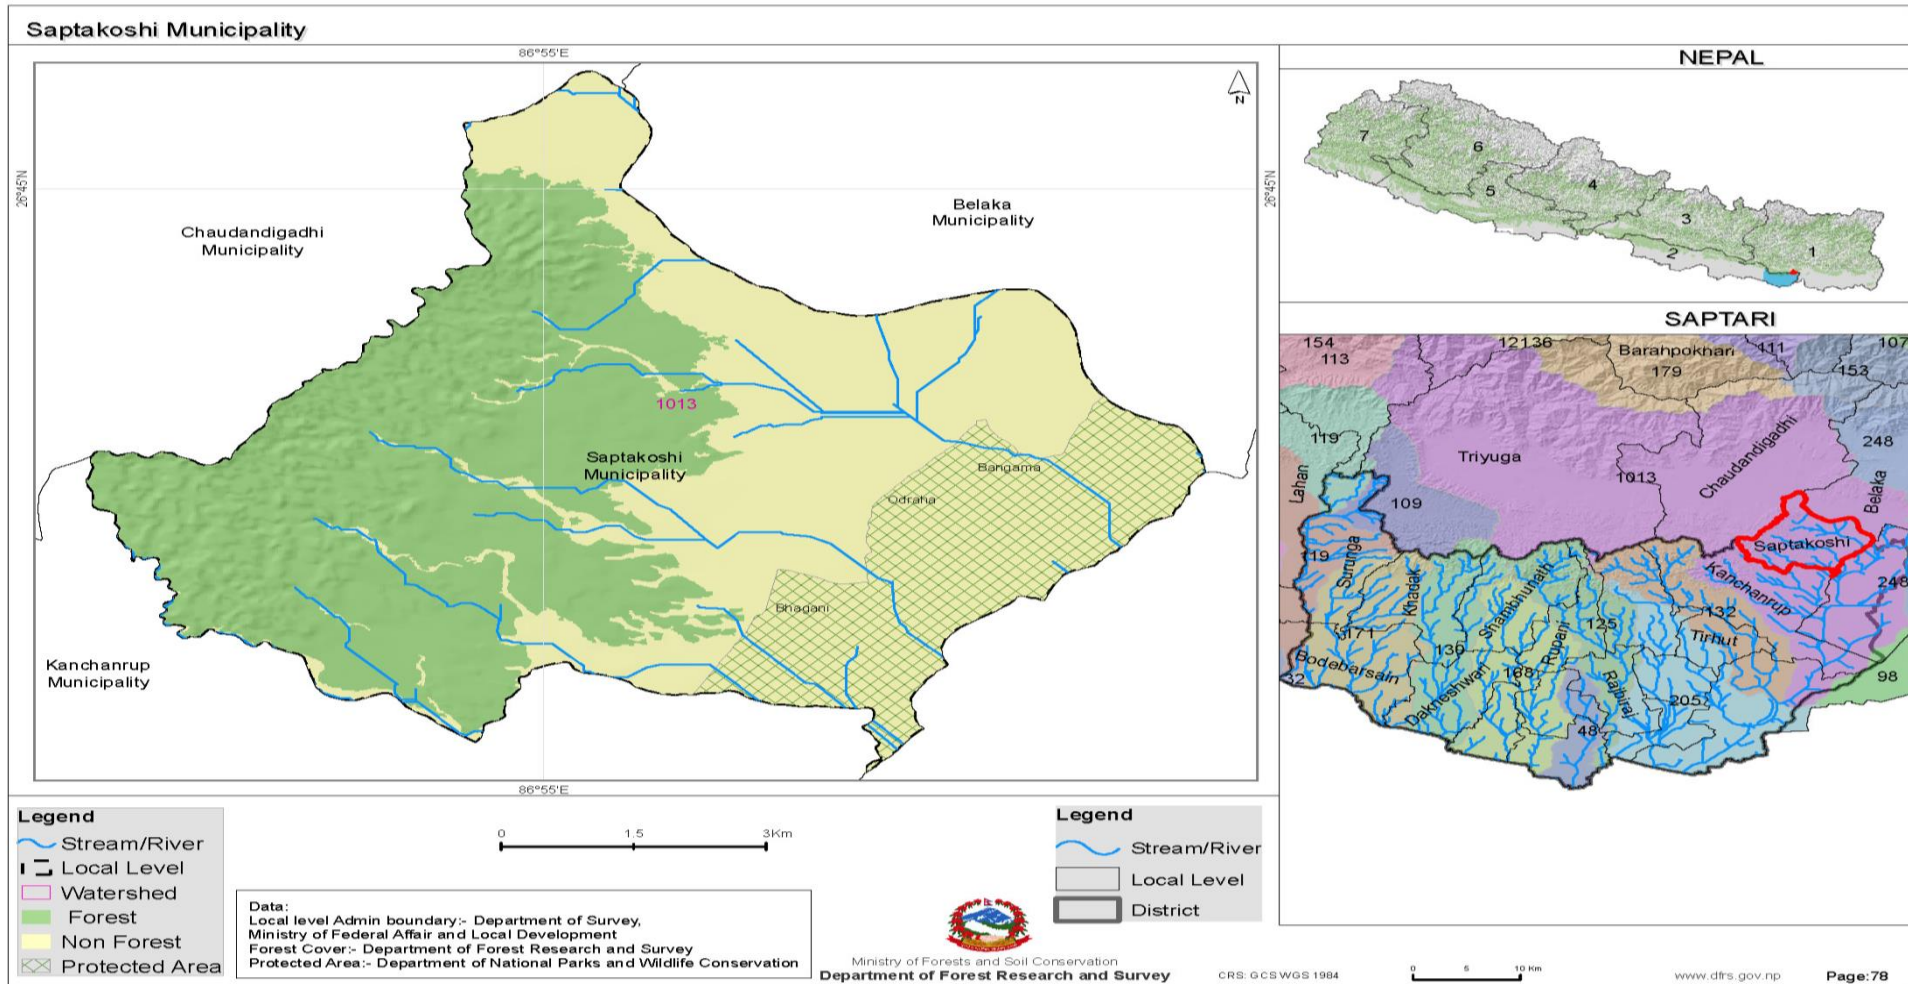 Saptakoshi Municipality
86°55'E
26°45'N
26°45'N
N
Chaudandigadhi
Municipality
Belaka
Municipality
1013
Saptakoshi
Municipality
Bangama
Odraha
Bhagani
Kanchanrup
Municipality
86°55'E
NEPAL
7
6
5
4
3
2
1
SAPTARI
154
113
12136
Barahpokhari
179
111
107
153
119
Lahan
109
Triyuga
1013
Chaudandigadhi
248
Belaka
Saptakoshi
119
Surunga
Khadak
Shambhunath
Kanchanrup
248
132
171
130
Rupani
125
Tirhut
Bodebarsain
32
Dakneshwari
188
Rajbiraj
205
98
48
Legend
Stream/River
Local Level
Watershed
Forest
Non Forest
Protected Area
0 1.5 3Km
Data:
Local level Admin boundary:- Department of Survey,
Ministry of Federal Affair and Local Development
Forest Cover:- Department of Forest Research and Survey
Protected Area:- Department of National Parks and Wildlife Conservation
Legend
Stream/River
Local Level
District
Ministry of Forests and Soil Conservation
Department of Forest Research and Survey
CRS: GCS WGS 1984
0 5 10 Km
www.dfrs.gov.np
Page:78